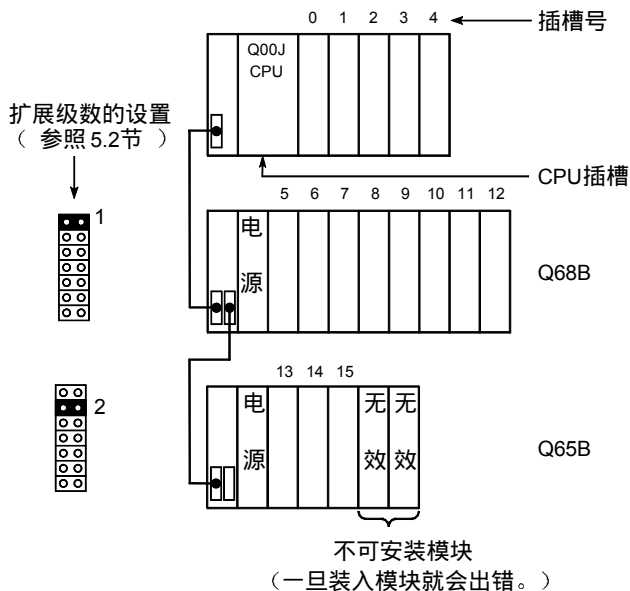 0 1 2 3 4 插槽号
Q00J
CPU
扩展级数的设置
（ 参照 5.2节 ）
CPU插槽
1
5 6 7 8 9 10 11 12
电
源
Q68B
2
13 14 15
电
源
无 无
效 效
Q65B
不可安装模块
（一旦装入模块就会出错。）